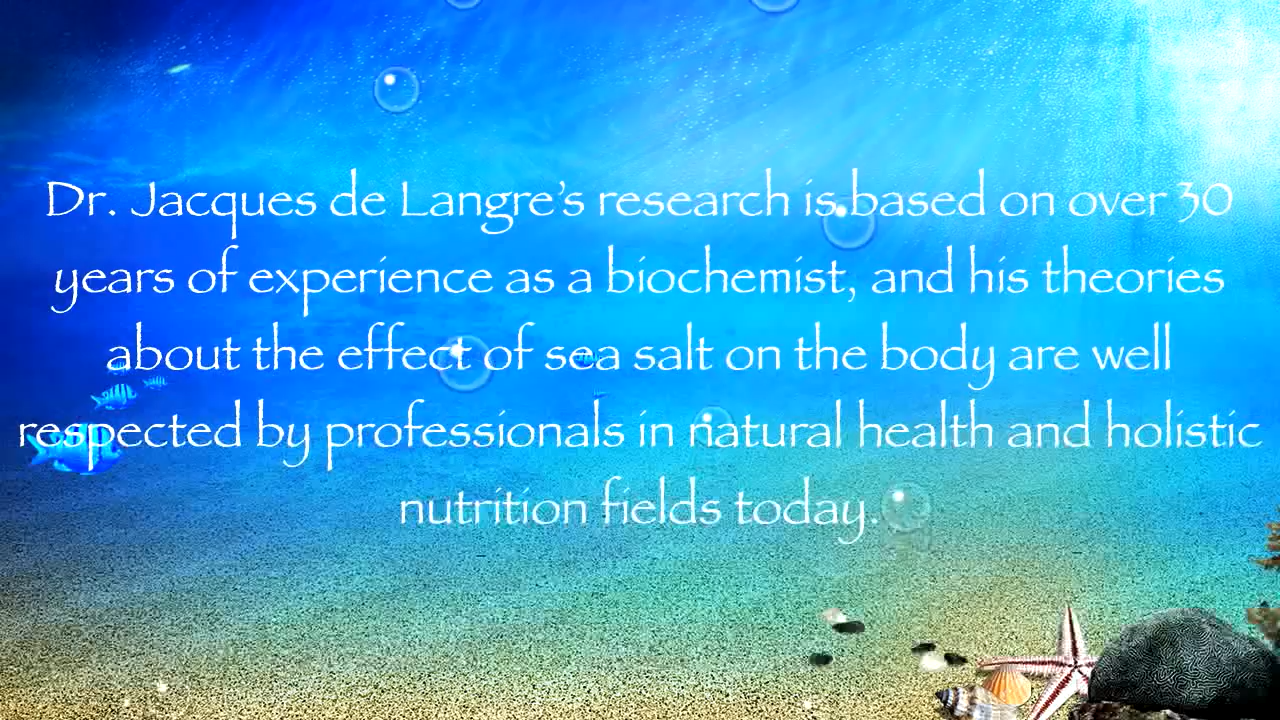 Dr. Jacques de Langre’s research is based on over 30
years of experience as a biochemist, and his theories
about the effect of sea salt on the body are well
respected by professionals in natural health and holistic
nutrition fields today.